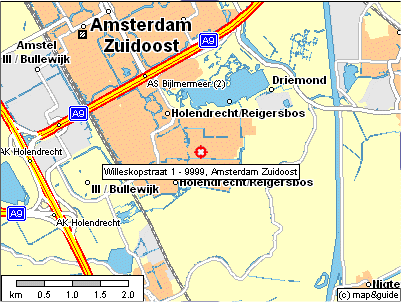 Amsterdam
Zuidoost
A9
Amstel
III / Bullewijk
AS Bijlmermeer (2)
Driemond
A9
Holendrecht/Reigersbos
AK Holendrecht
Willeskopstraat 1 - 9999, Amsterdam Zuidoost
III / Bullewijk
Holendrecht/Reigersbos
A9
AK Holendrecht
km 0.5 1.0 1.5 2.0
Nigte
(c) map&guide